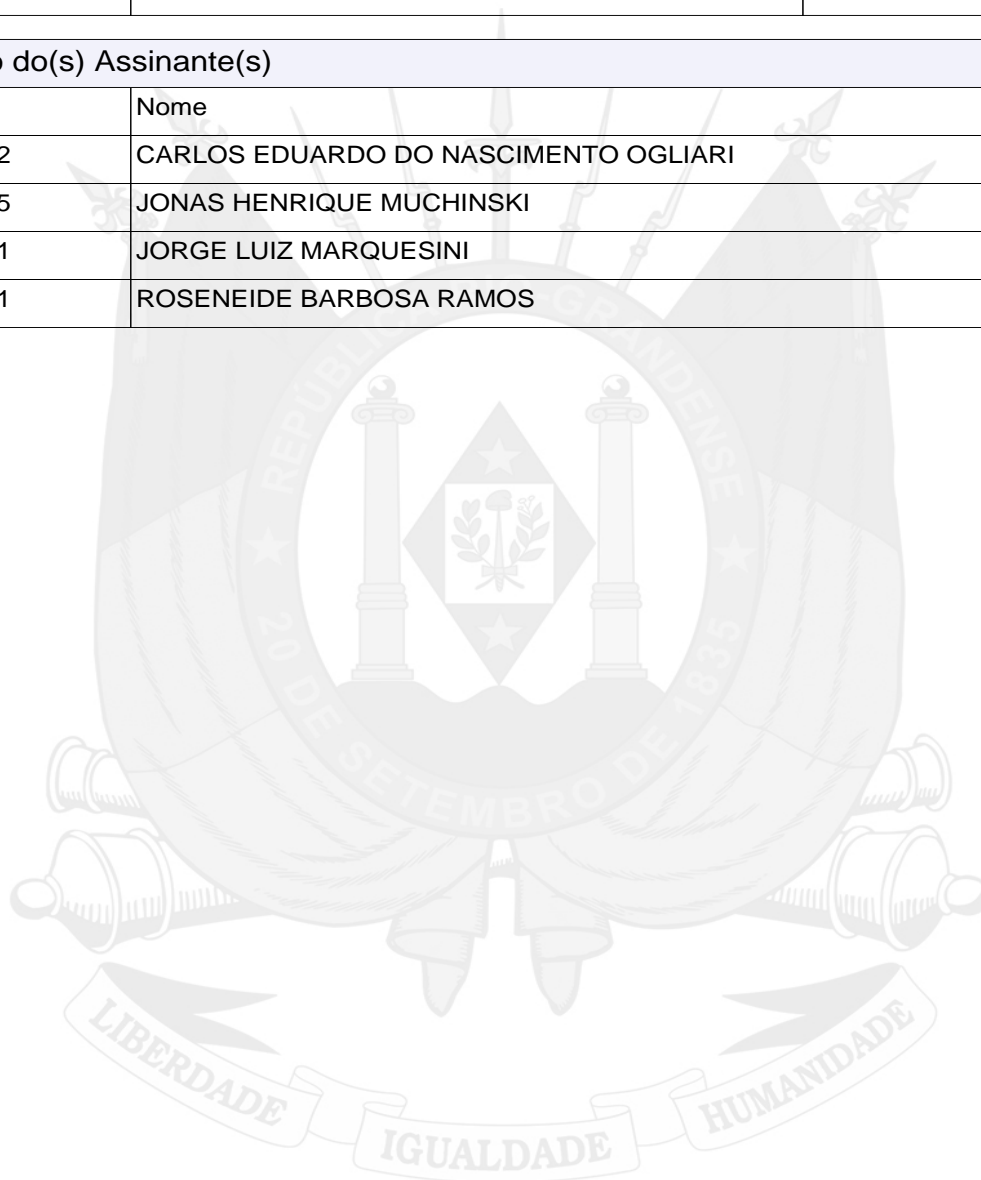 o do(s) Assinante(s)
Nome
2 CARLOS EDUARDO DO NASCIMENTO OGLIARI
5 JONAS HENRIQUE MUCHINSKI
1 JORGE LUIZ MARQUESINI
1 ROSENEIDE BARBOSA RAMOS
REPÚBLICA RIO-GRANDENSE
20 DE SETEMBRO DE 1835
LIBERDADE
IGUALDADE
HUMANIDADE